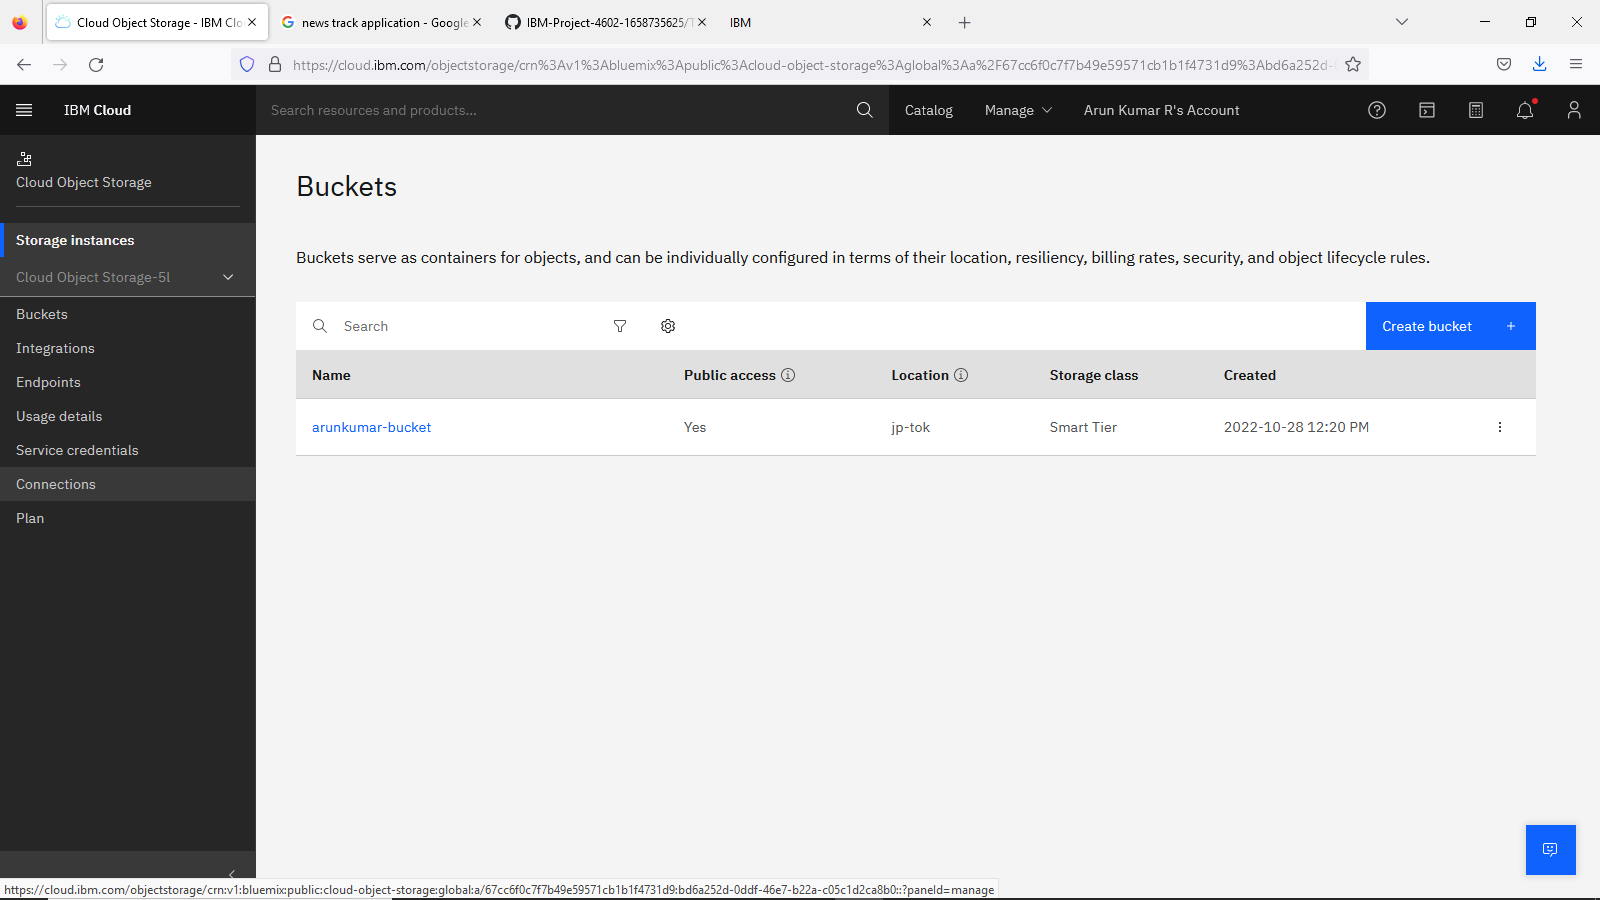 Cloud Object Storage - IBM Clo
news track application - Google
IBM-Project-4602-1658735625/T
IBM
https://cloud.ibm.com/objectstorage/crn%3Av1%3Abluemix%3Apublic%3Acloud-object-storage%3Aglobal%3Aa%2F67cc6f0c7f7b49e59571cb1b1f4731d9%3Abd6a252d-
IBM Cloud
Search resources and products...
Catalog
Manage
Arun Kumar R's Account
Cloud Object Storage
Storage instances
Cloud Object Storage-5l
Buckets
Integrations
Endpoints
Usage details
Service credentials
Connections
Plan
Buckets
Buckets serve as containers for objects, and can be individually configured in terms of their location, resiliency, billing rates, security, and object lifecycle rules.
Search
Create bucket +
Name Public access Location Storage class Created
arunkumar-bucket Yes jp-tok Smart Tier 2022-10-28 12:20 PM
https://cloud.ibm.com/objectstorage/crn:v1:bluemix:public:cloud-object-storage:global:a/67cc6f0c7f7b49e59571cb1b1f4731d9:bd6a252d-0ddf-46e7-b22a-c05c1d2ca8b0::?paneId=manage